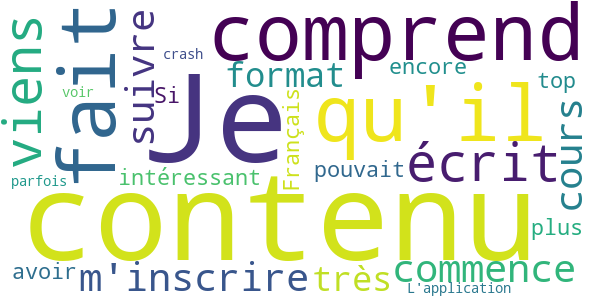 comprend
viens
fait
suivre
crash
format
encore
top
voir
Si
Je
Français
qu'il
cours
parfois
intéressant
pouvait
écrit
contenu
plus
avoir
m'inscrire
très
commence
L'application